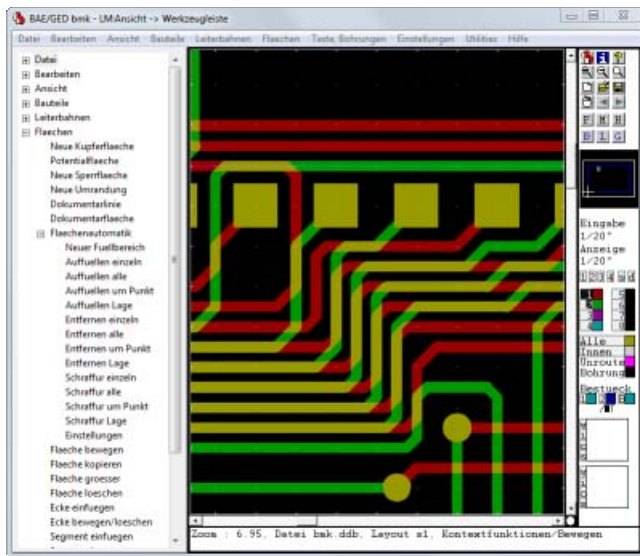 BAE/GED bmk - LM:Ansicht -> Werkzeugleiste
Datei Bearbeiten Ansicht Bauteile Leiterbahnen Flaechen Texte, Bohrungen Einstellungen Utilities Hilfe
Datei
Bearbeiten
Ansicht
Bauteile
Leiterbahnen
Flaechen
Neue Kupferflaeche
Potentialflaeche
Neue Sperrflaeche
Neue Umrandung
Dokumentarlinie
Dokumentarflaeche
Flaechenautomatik
Neuer Fuellbereich
Auffuellen einzeln
Auffuellen alle
Auffuellen um Punkt
Auffuellen Lage
Entfernen einzeln
Entfernen alle
Entfernen um Punkt
Entfernen Lage
Schraffur einzeln
Schraffur alle
Schraffur um Punkt
Schraffur Lage
Einstellungen
Flaeche bewegen
Flaeche kopieren
Flaeche groesser
Flaeche loeschen
Ecke einfuegen
Ecke bewegen/loeschen
Segment einfuegen
Eingabe
1/20"
Anzeige
1/20"
Alle
Innen
Unroute
Bohrung
Bestueck
Zoom : 6.95, Datei bmk.ddb, Layout s1, Kontextfunktionen/Bewegen